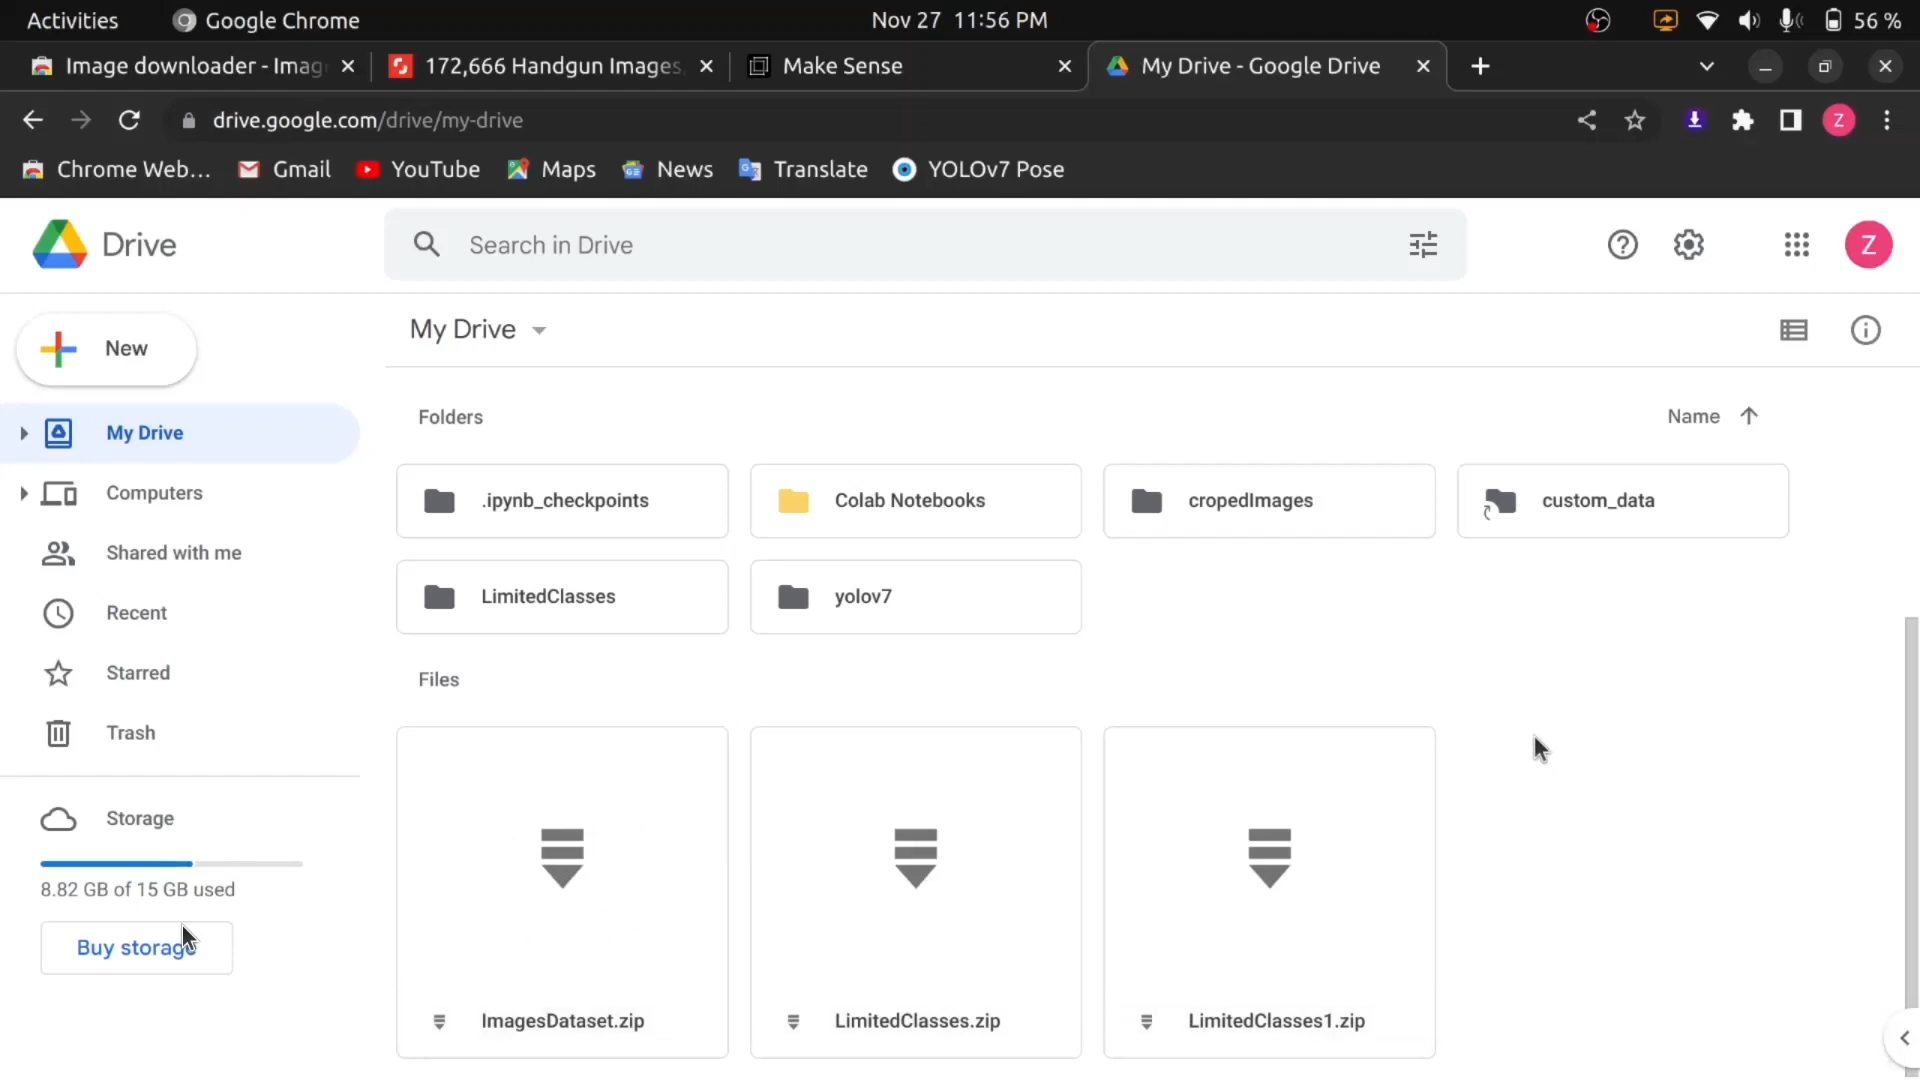 Activities Google Chrome Nov 27 11:56 PM 56 %
Image downloader - Imag 172,666 Handgun Images, Make Sense My Drive - Google Drive
drive.google.com/drive/my-drive Z
Chrome Web... Gmail YouTube Maps News Translate YOLOv7 Pose
Drive Search in Drive Z
New My Drive
Folders Name
My Drive
.ipynb_checkpoints Colab Notebooks cropedImages custom_data
Computers
Shared with me
LimitedClasses yolov7
Recent
Starred
Files
Trash
Storage
8.82 GB of 15 GB used
Buy storage
ImagesDataset.zip LimitedClasses.zip LimitedClasses1.zip